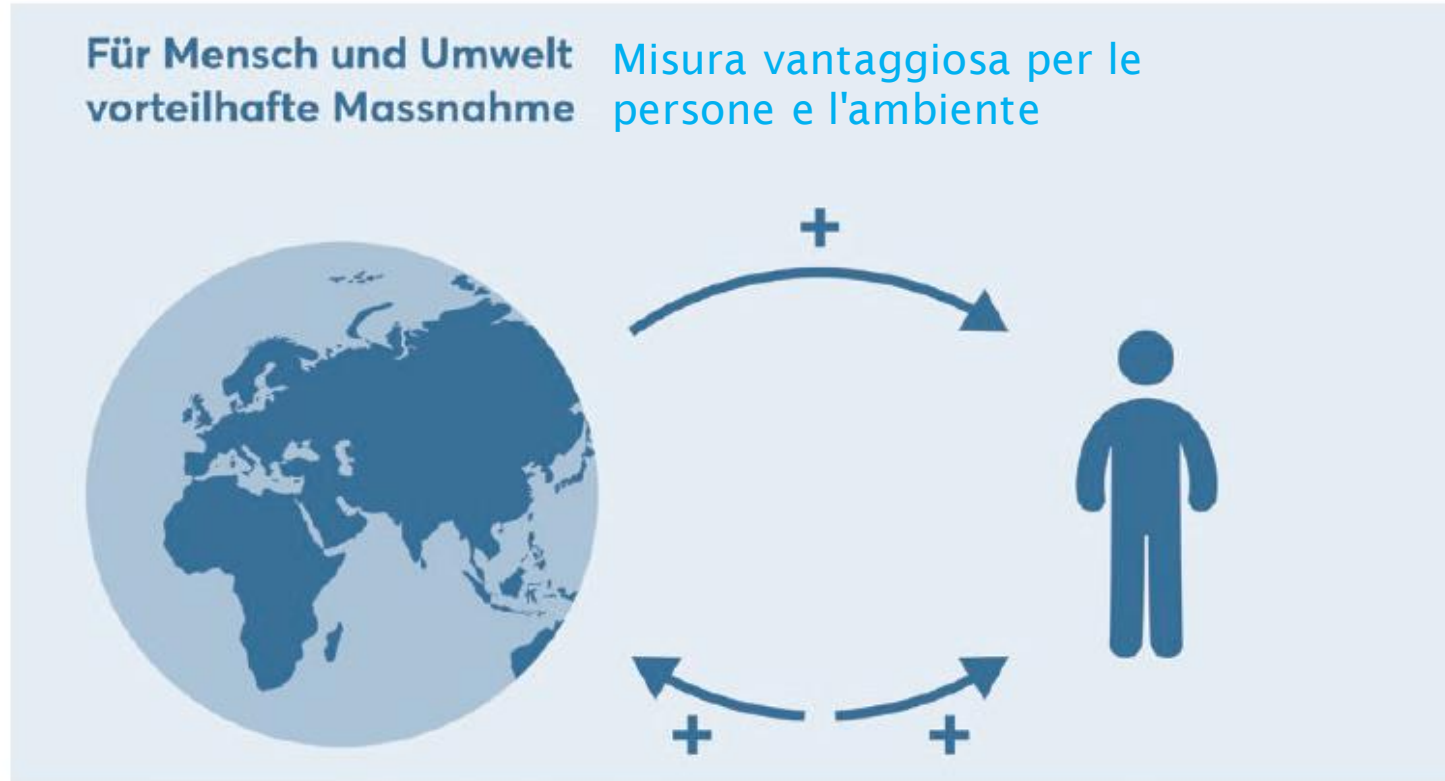 Für Mensch und Umwelt
vorteilhafte Massnahme
Misura vantaggiosa per le
persone e l'ambiente
+
+ +